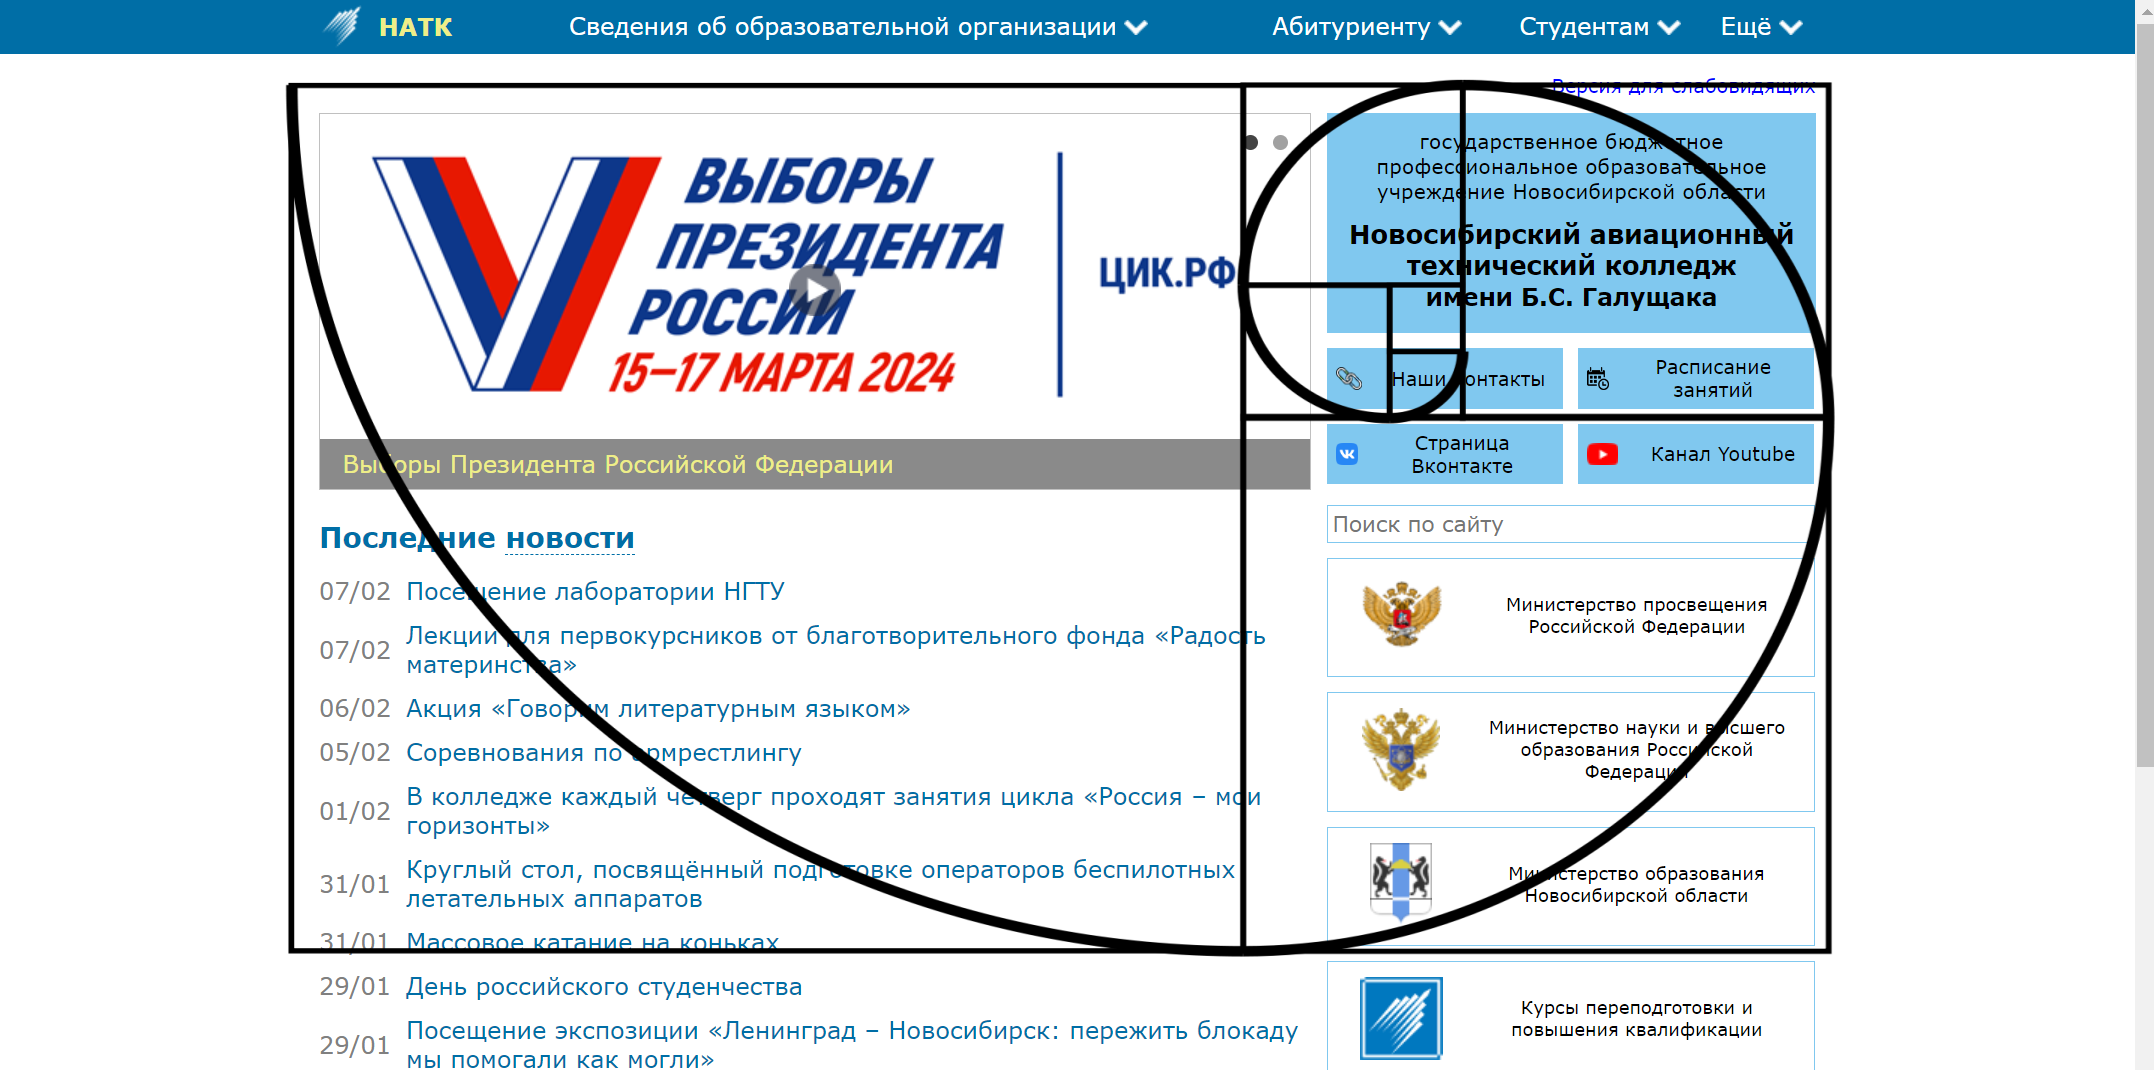 НАТК
Сведения об образовательной организации
Абитуриенту
Студентам
Ещё
Версия для слабовидящих
ВЫБОРЫ
ПРЕЗИДЕНТА
РОССИИ
15–17 МАРТА 2024
ЦИК.РФ
Выборы Президента Российской Федерации
Последние новости
07/02 Посещение лаборатории НГТУ
07/02 Лекции для первокурсников от благотворительного фонда «Радость
материнства»
06/02 Акция «Говорим литературным языком»
05/02 Соревнования по армрестлингу
01/02 В колледже каждый четверг проходят занятия цикла «Россия – мои
горизонты»
31/01 Круглый стол, посвящённый подготовке операторов беспилотных
летательных аппаратов
31/01 Массовое катание на коньках
29/01 День российского студенчества
29/01 Посещение экспозиции «Ленинград – Новосибирск: пережить блокаду
мы помогали как могли»
государственное бюджетное
профессиональное образовательное
учреждение Новосибирской области
Новосибирский авиационный
технический колледж
имени Б.С. Галущака
Наши контакты
Расписание
занятий
Страница
Вконтакте
Канал Youtube
Поиск по сайту
Министерство просвещения
Российской Федерации
Министерство науки и высшего
образования Российской
Федерации
Министерство образования
Новосибирской области
Курсы переподготовки и
повышения квалификации